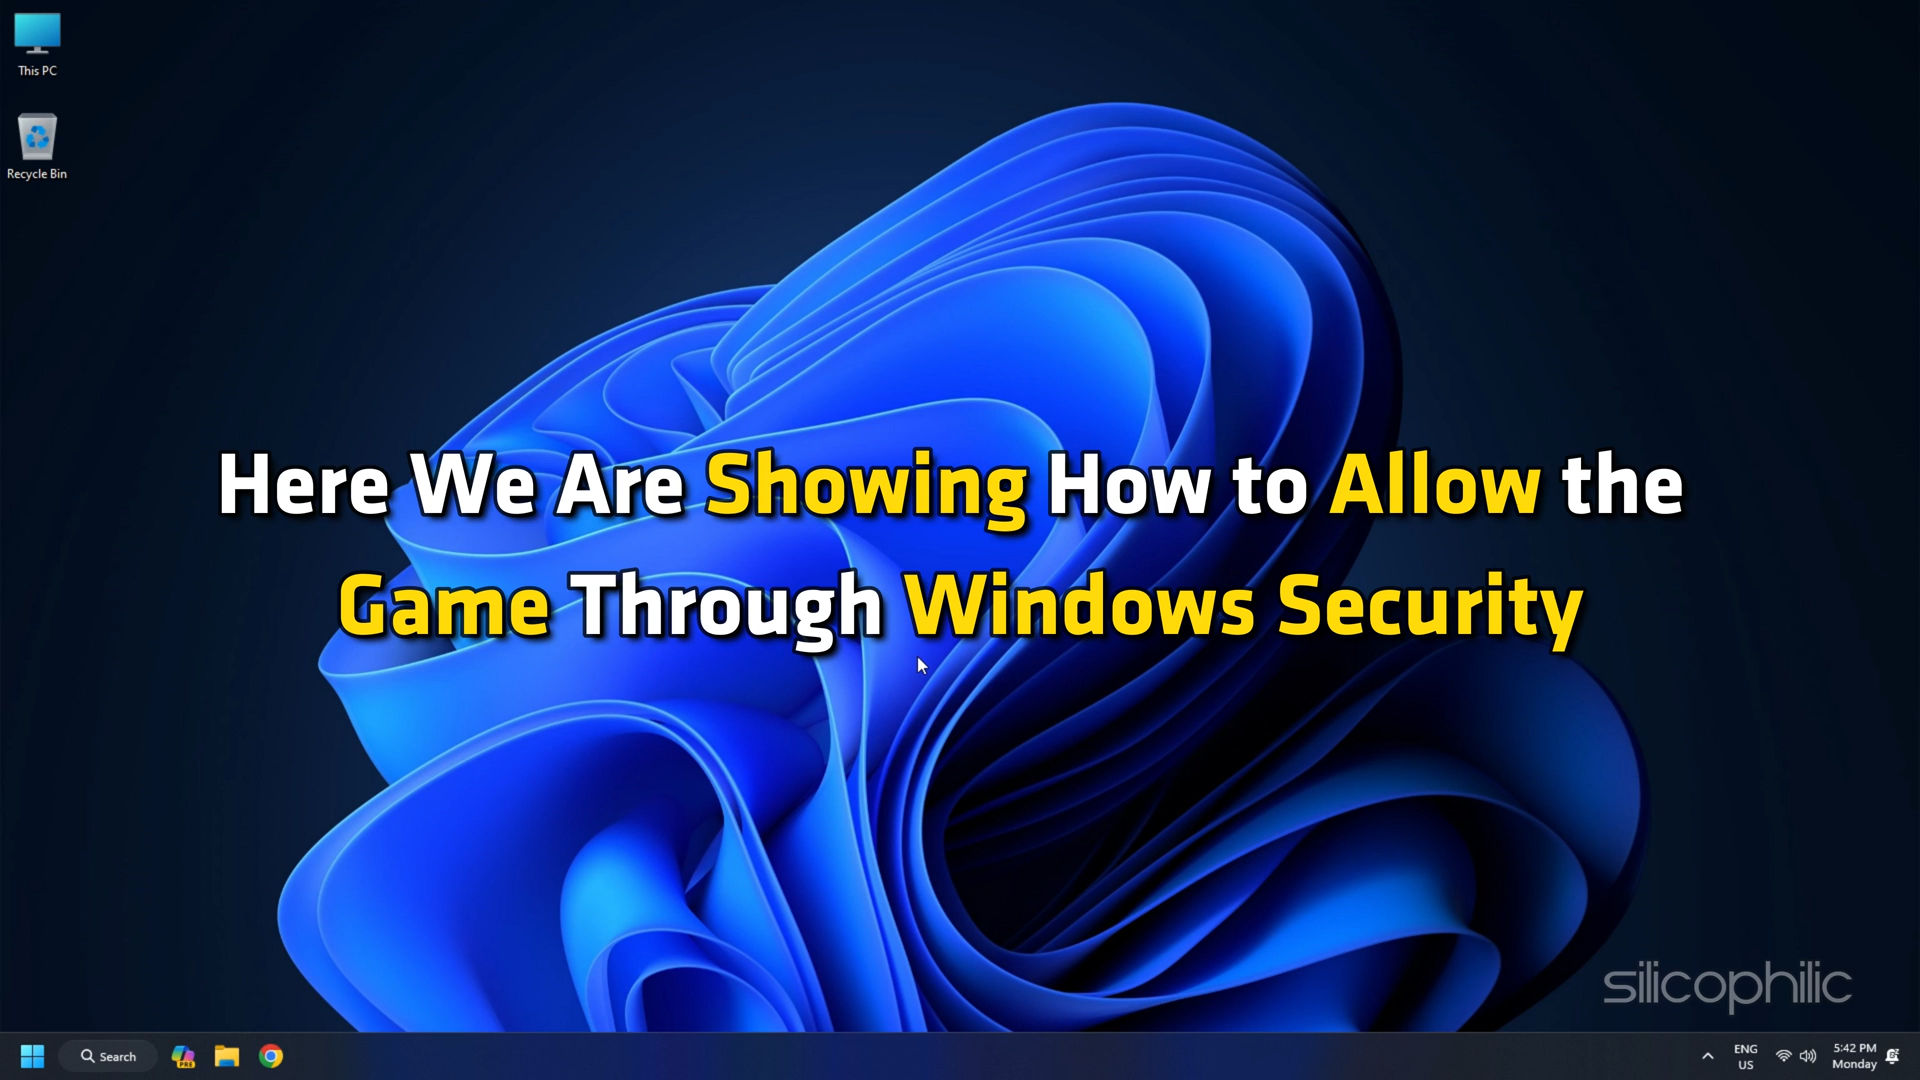 This PC
Recycle Bin
Here We Are Showing How to Allow the
Game Through Windows Security
silicophilic
Search
PRE
ENG
US
5:42 PM
Monday